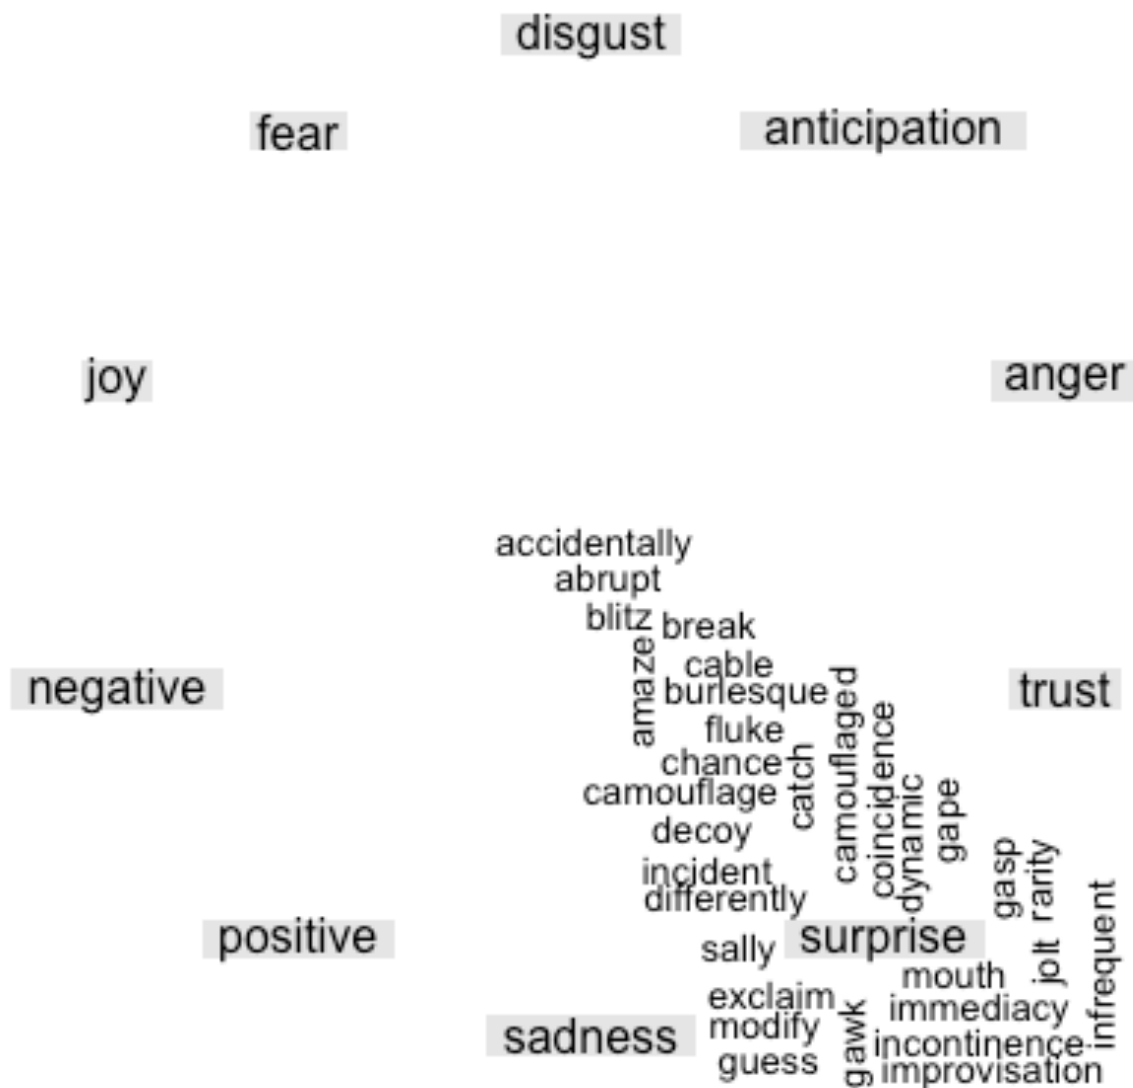 disgust
fear
anticipation
joy
anger
accidentally
abrupt
blitz
break
amaze
cable
burlesque
negative
trust
fluke
chance
catch
camouflaged
coincidence
camouflage
dynamic
gape
decoy
incident
differently
gasp
rarity
positive
sally
surprise
jolt
infrequent
mouth
exclaim
immediacy
modify
sadness
gawk
incontinence
guess
improvisation